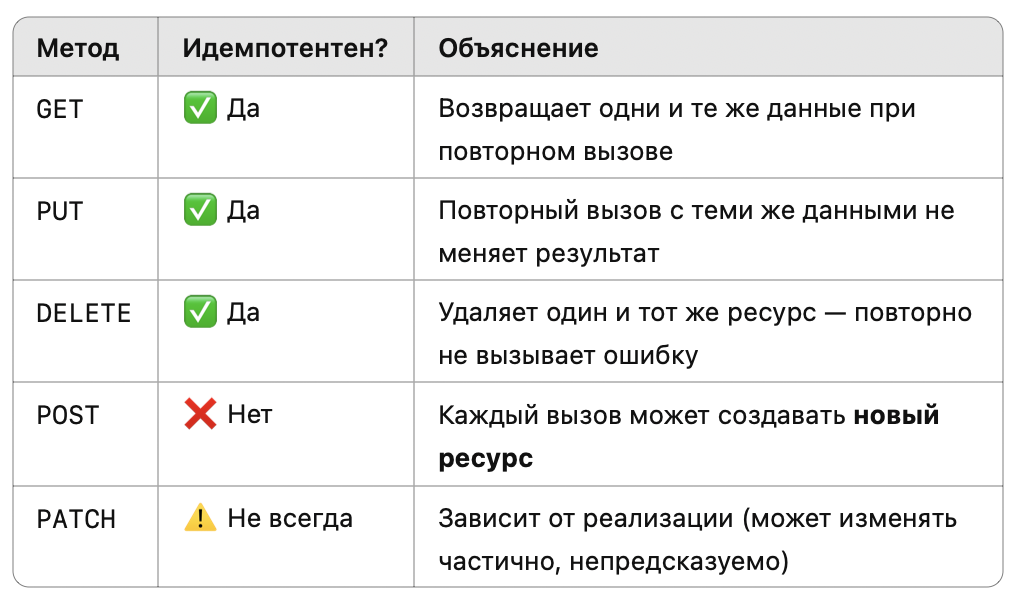 Метод Идемпотентен? Объяснение
GET ✅ Да Возвращает одни и те же данные при
повторном вызове
PUT ✅ Да Повторный вызов с теми же данными не
меняет результат
DELETE ✅ Да Удаляет один и тот же ресурс — повторно
не вызывает ошибку
POST ❌ Нет Каждый вызов может создавать новый
ресурс
PATCH ⚠️ Не всегда Зависит от реализации (может изменять
частично, непредсказуемо)